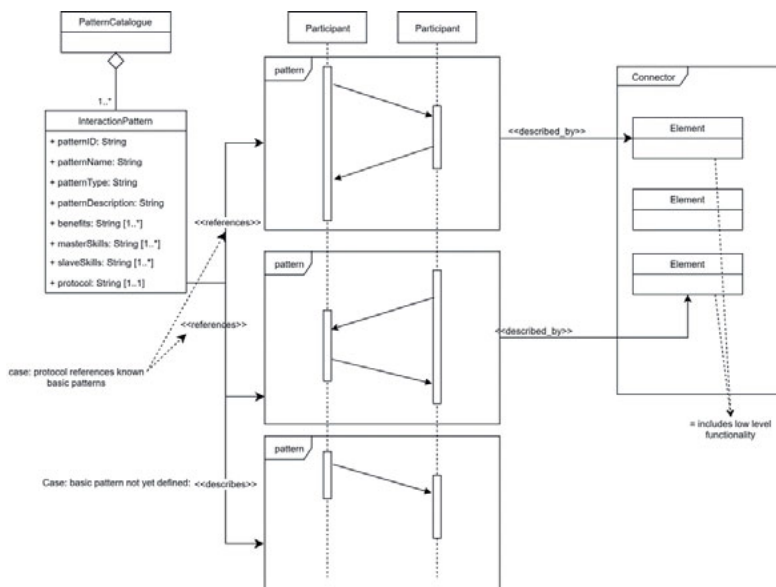 PatternCatalogue
Participant
Participant
pattern
Connector
1..*
InteractionPattern
+ patternID: String
+ patternName: String
+ patternType: String
+ patternDescription: String
+ benefits: String [1..*]
+ masterSkills: String [1..*]
+ slaveSkills: String [1..*]
+ protocol: String [1..1]
<<described_by>>
Element
Element
<<references>>
pattern
Element
<<references>>
<<described_by>>
case: protocol references known
basic patterns
= includes low level
functionality
pattern
Case: basic pattern not yet defined:
<<describes>>